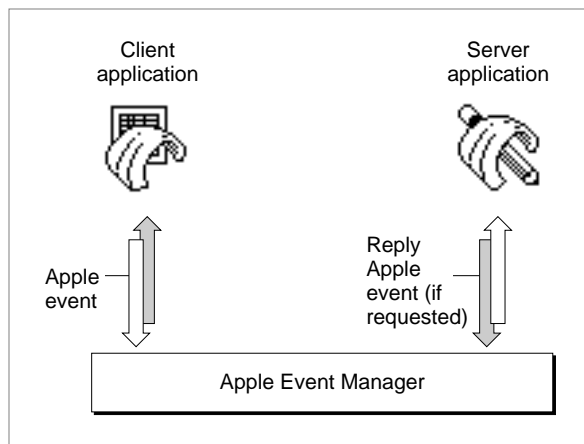 Client
application
Server
application
Apple
event
Reply
Apple
event (if
requested)
Apple Event Manager